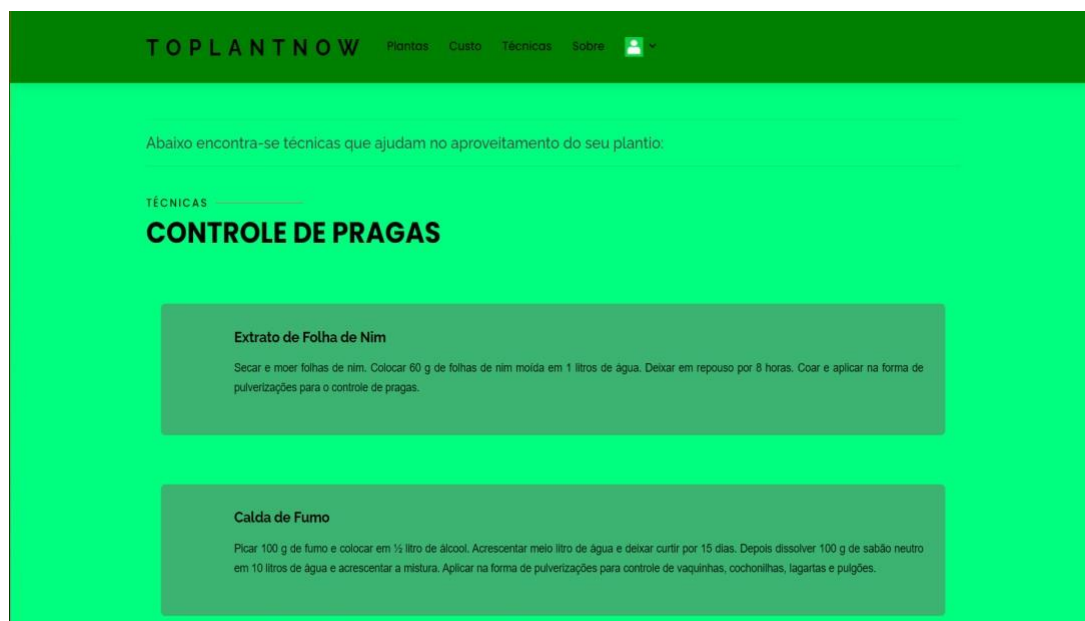 TOPLANTNOW Plantas Custo Técnicas Sobre
Abaixo encontra-se técnicas que ajudam no aproveitamento do seu plantio:
TÉCNICAS
CONTROLE DE PRAGAS
Extrato de Folha de Nim
Secar e moer folhas de nim. Colocar 60 g de folhas de nim moída em 1 litros de água. Deixar em repouso por 8 horas. Coar e aplicar na forma de
pulverizações para o controle de pragas.
Calda de Fumo
Picar 100 g de fumo e colocar em ½ litro de álcool. Acrescentar meio litro de água e deixar curtir por 15 dias. Depois dissolver 100 g de sabão neutro
em 10 litros de água e acrescentar a mistura. Aplicar na forma de pulverizações para controle de vaquinhas, cochonilhas, lagartas e pulgões.